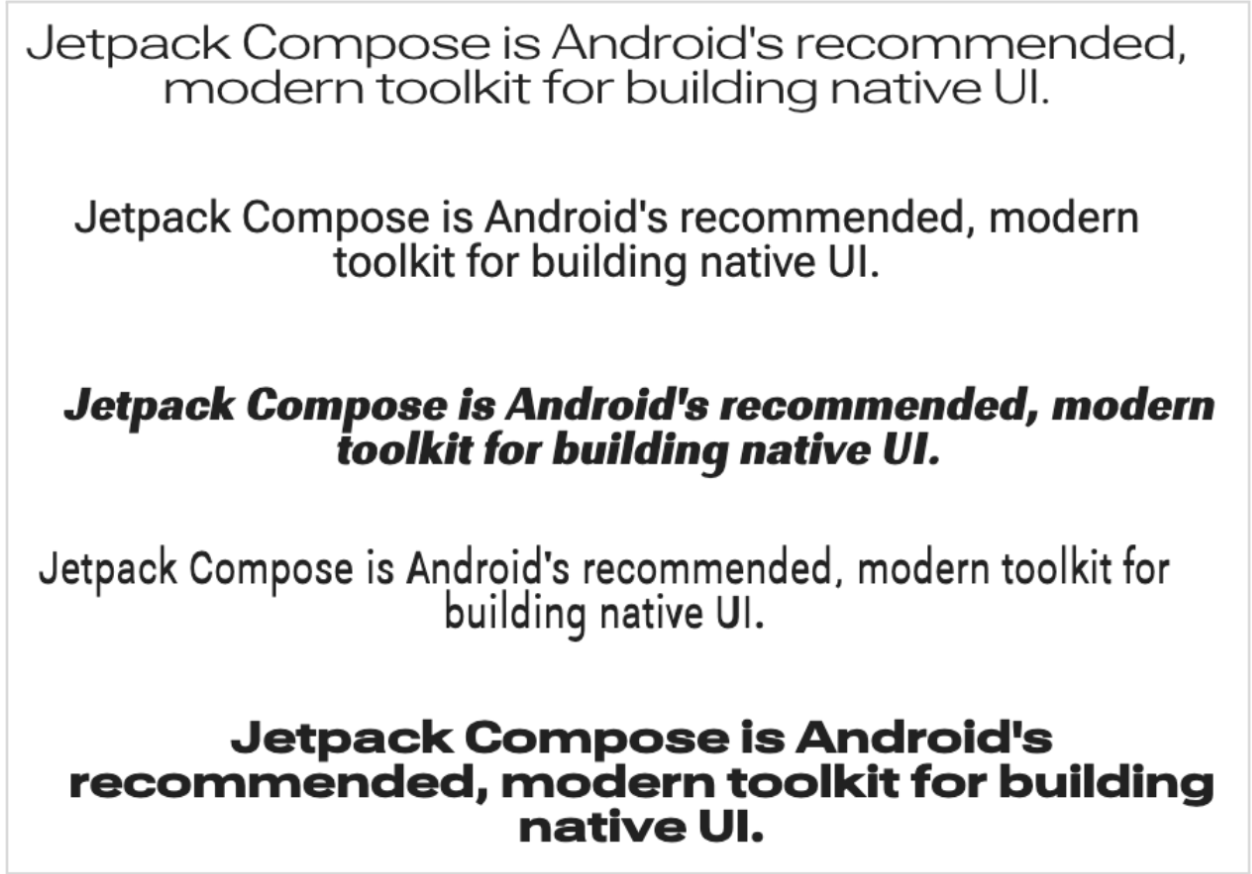 Jetpack Compose is Android's recommended,
modern toolkit for building native UI.
Jetpack Compose is Android's recommended, modern
toolkit for building native UI.
Jetpack Compose is Android's recommended, modern
toolkit for building native UI.
Jetpack Compose is Android's recommended, modern toolkit for
building native UI.
Jetpack Compose is Android's
recommended, modern toolkit for building
native UI.